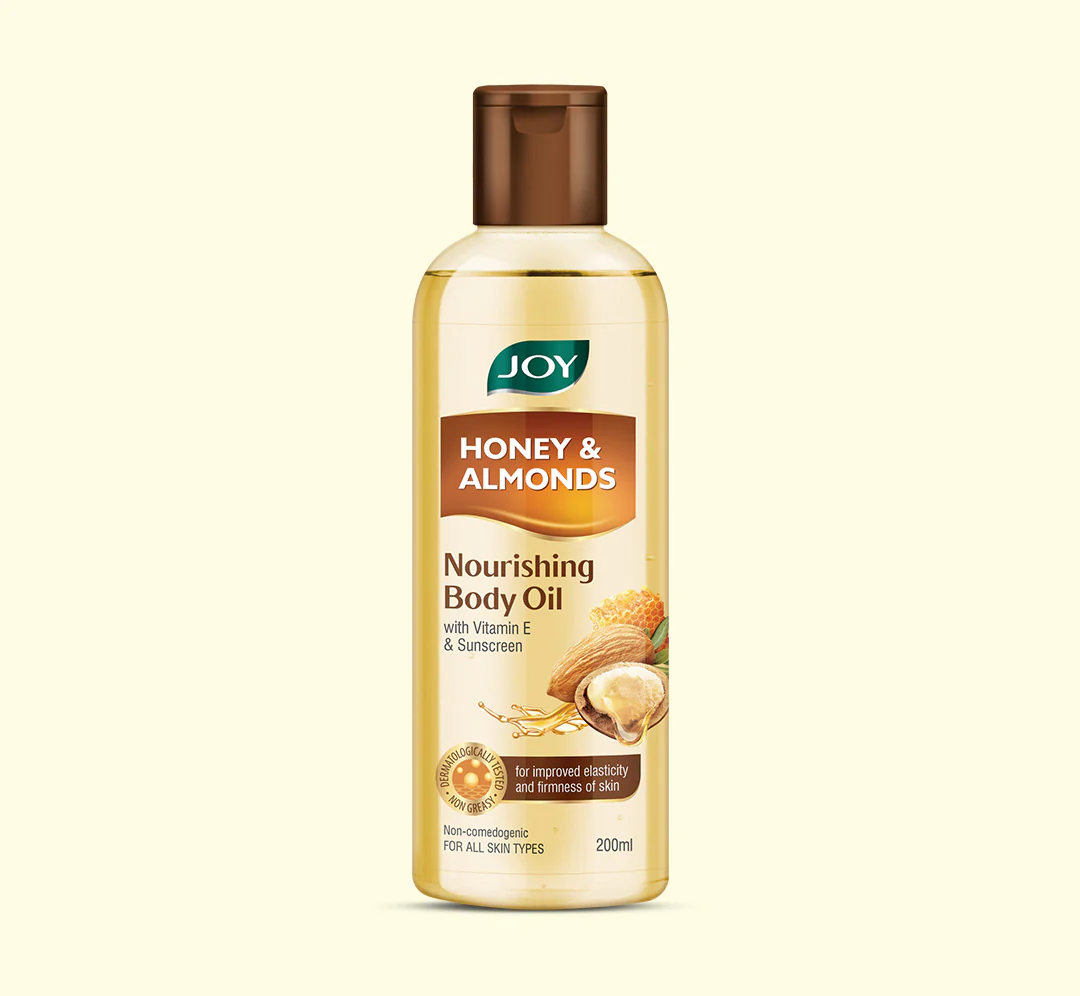 JOY
HONEY &
ALMONDS
Nourishing
Body Oil
with Vitamin E
& Sunscreen
DERMATOLOGICALLY TESTED
• NON GREASY •
for improved elasticity
and firmness of skin
Non-comedogenic
FOR ALL SKIN TYPES
200ml